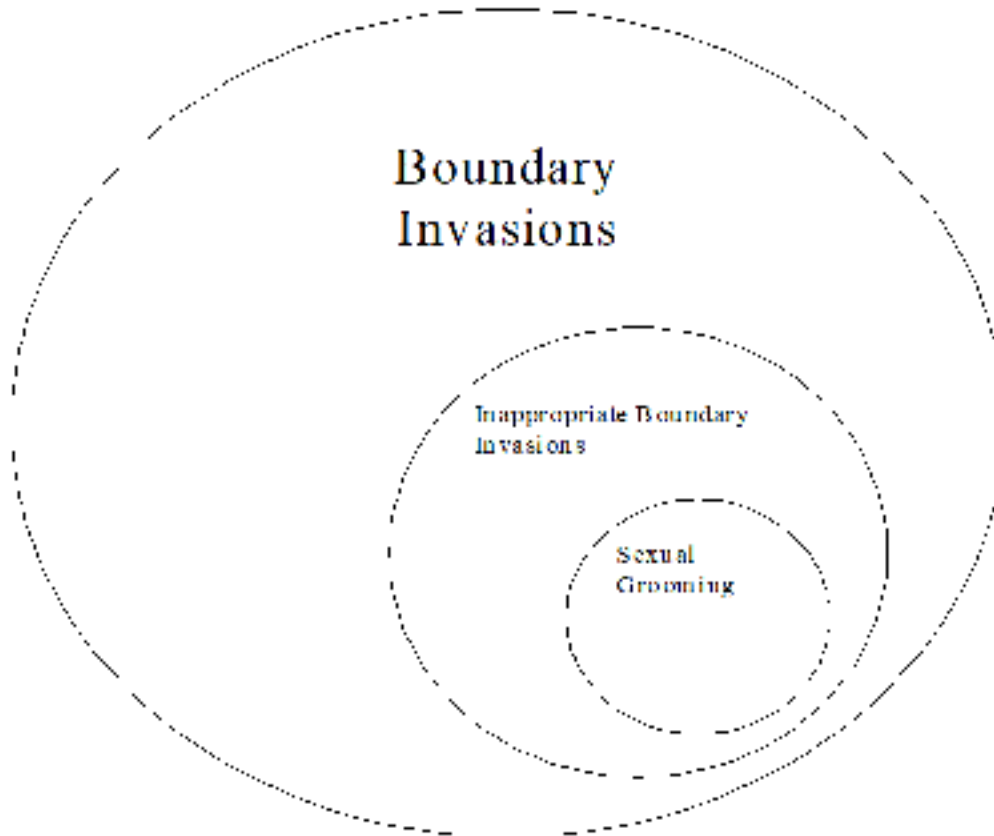 Boundary
Invasions
Inappropriate Boundary
Invasions
Sexual
Grooming